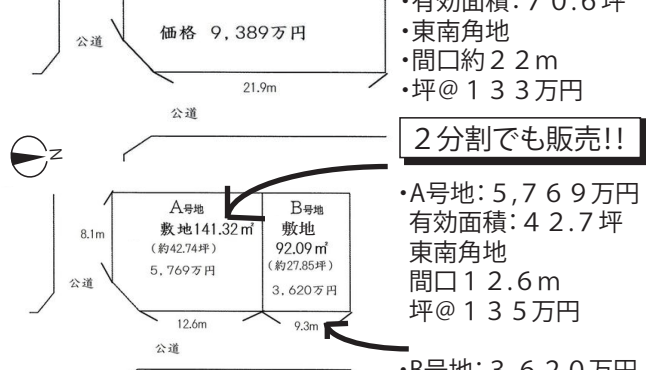 ・有効面積:７０.６坪
・東南角地
・間口約２２ｍ
・坪＠１３３万円
公道
価格 9,389万円
21.9m
公道
２分割でも販売!!
N
A号地
敷地141.32㎡
(約42.74坪)
5,769万円
B号地
敷地
92.09㎡
(約27.85坪)
3,620万円
8.1m
公道
12.6m
9.3m
公道
・A号地:５,７６９万円
有効面積:４２.７坪
東南角地
間口１２.６ｍ
坪＠１３５万円
・B号地:３,６２０万円